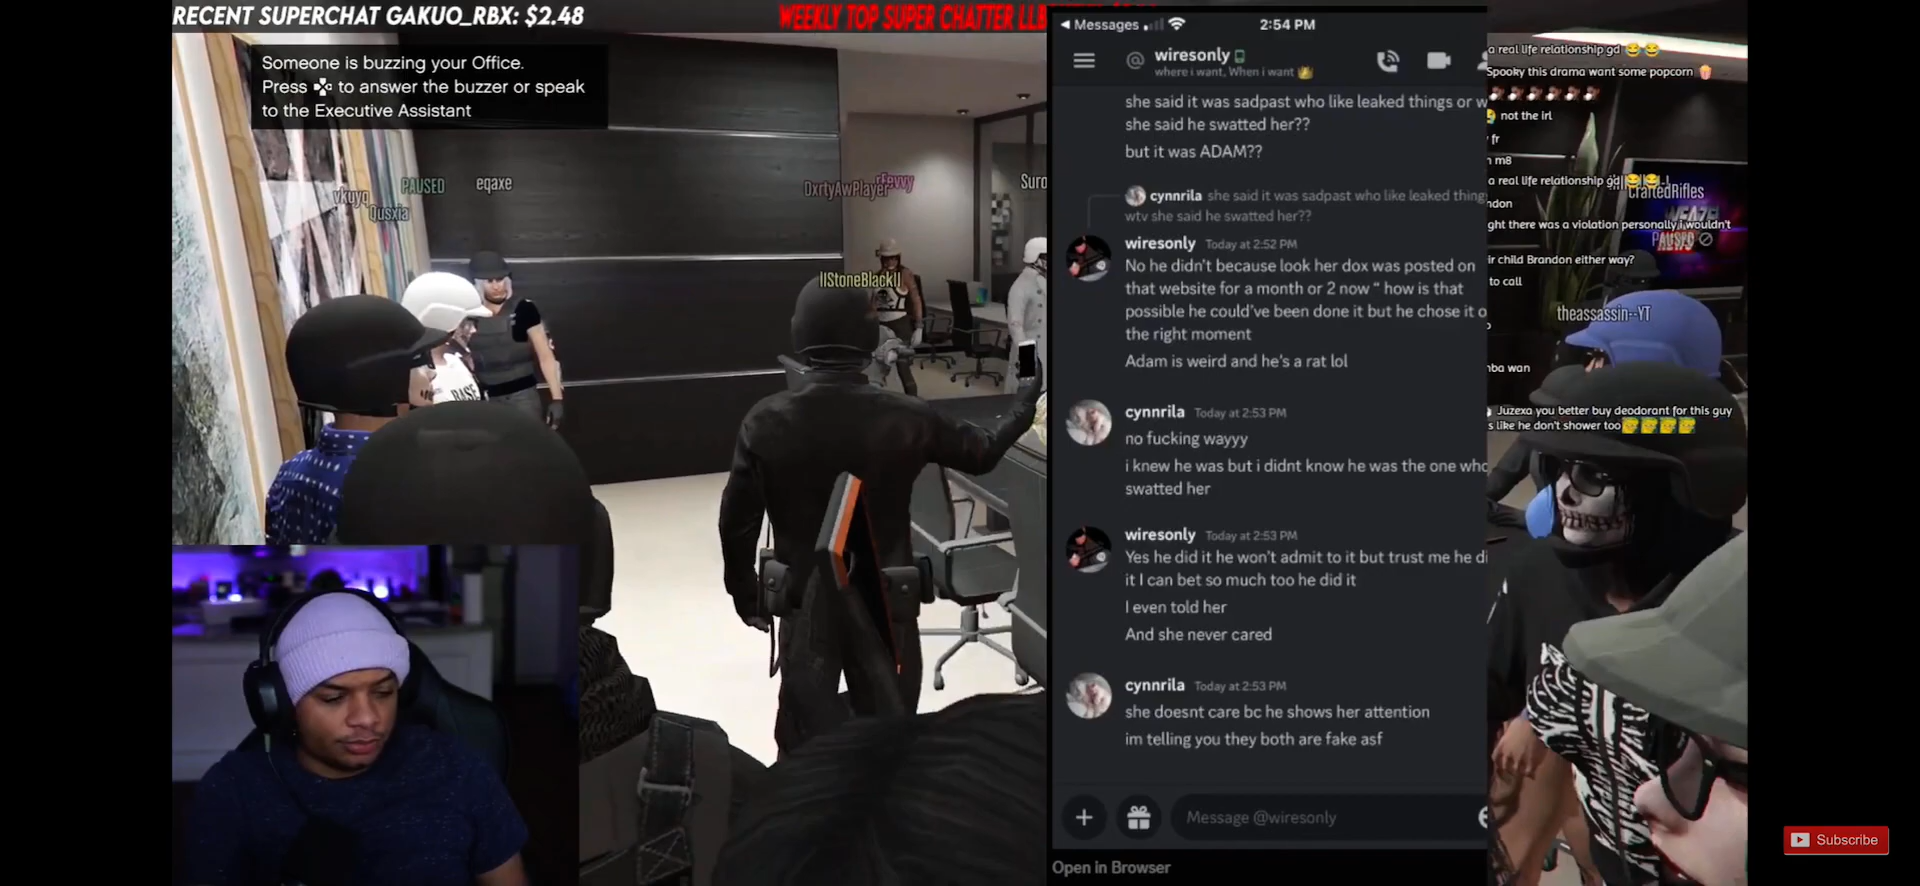 RECENT SUPERCHAT GAKUO_RBX: $2.48
WEEKLY TOP SUPER CHATTER
Someone is buzzing your Office.
Press to answer the buzzer or speak
to the Executive Assistant
vkuyq
PAUSED
Qusxia
eqaxe
DxrtyAwPlayer
IIStoneBlackII
BASE
Messages
2:54 PM
@ wiresonly
where i want, When i want
she said it was sadpast who like leaked things or w
she said he swatted her??
but it was ADAM??
cynnrila she said it was sadpast who like leaked thing
wtv she said he swatted her??
wiresonly Today at 2:52 PM
No he didn't because look her dox was posted on
that website for a month or 2 now “ how is that
possible he could've been done it but he chose it o
the right moment
Adam is weird and he's a rat lol
cynnrila Today at 2:53 PM
no fucking wayyy
i knew he was but i didnt know he was the one who
swatted her
wiresonly Today at 2:53 PM
Yes he did it he won't admit to it but trust me he di
it I can bet so much too he did it
I even told her
And she never cared
cynnrila Today at 2:53 PM
she doesnt care bc he shows her attention
im telling you they both are fake asf
Message @wiresonly
Open in Browser
a real life relationship gd 😂 😂
Spooky this drama want some popcorn 🍿
not the irl
fr
m8
a real life relationship gd 😂 😂
CraftedRifles
ndon
ght there was a violation personally i wouldn't
PAUSED
ir child Brandon either way?
to call
theassassin--YT
nba wan
Juzexa you better buy deodorant for this guy
s like he don't shower too
Subscribe